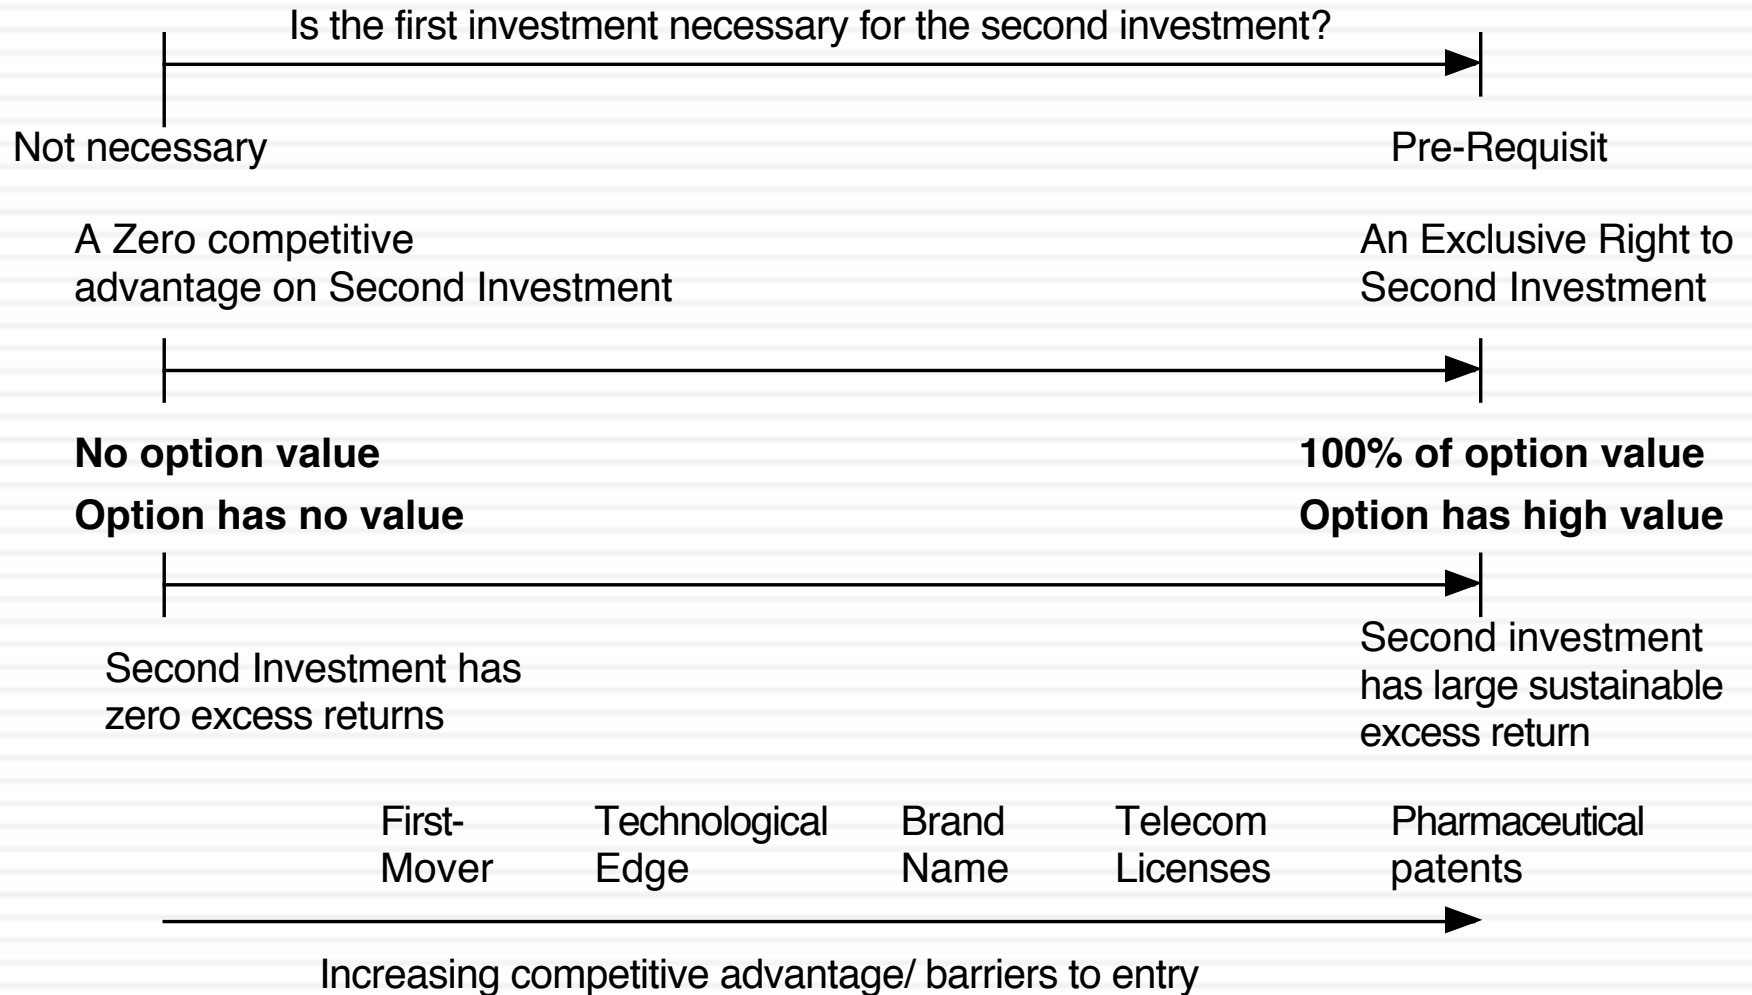 Is the first investment necessary for the second investment?
Not necessary
Pre-Requisit
A Zero competitive
advantage on Second Investment
An Exclusive Right to
Second Investment
No option value
100% of option value
Option has no value
Option has high value
Second Investment has
zero excess returns
Second investment
has large sustainable
excess return
First-
Mover
Technological
Edge
Brand
Name
Telecom
Licenses
Pharmaceutical
patents
Increasing competitive advantage/ barriers to entry